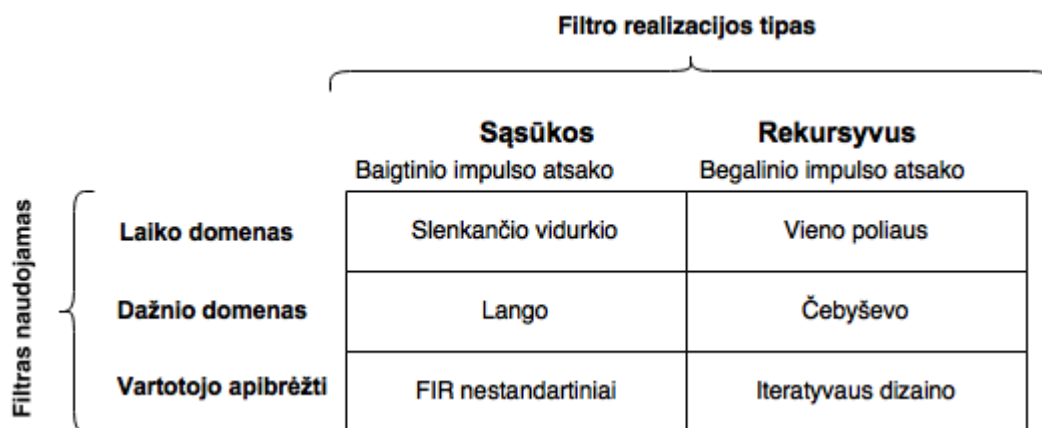 Filtro realizacijos tipas
Sąsūkos
Rekursyvus
Baigtinio impulso atsako
Begalinio impulso atsako
Filtras naudojamas
Laiko domenas
Slenkančio vidurkio
Vieno poliaus
Dažnio domenas
Lango
Čebyševo
Vartotojo apibrėžti
FIR nestandartiniai
Iteratyvaus dizaino